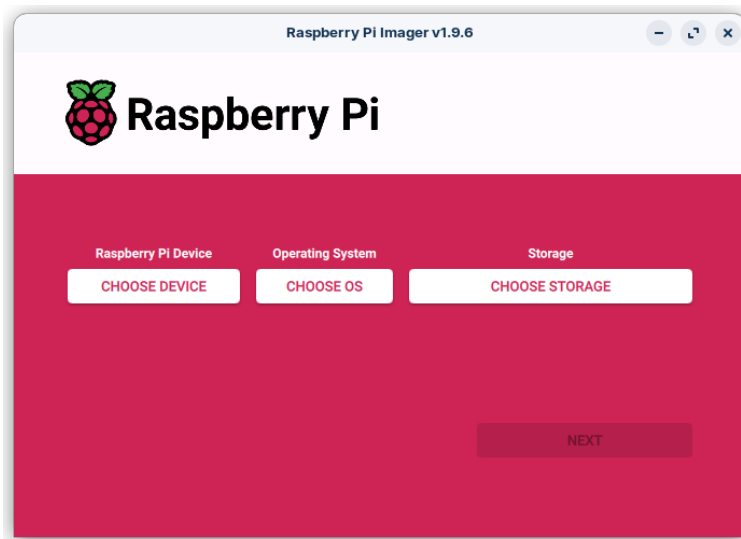 Raspberry Pi Imager v1.9.6
Raspberry Pi
Raspberry Pi Device Operating System Storage
CHOOSE DEVICE CHOOSE OS CHOOSE STORAGE
NEXT